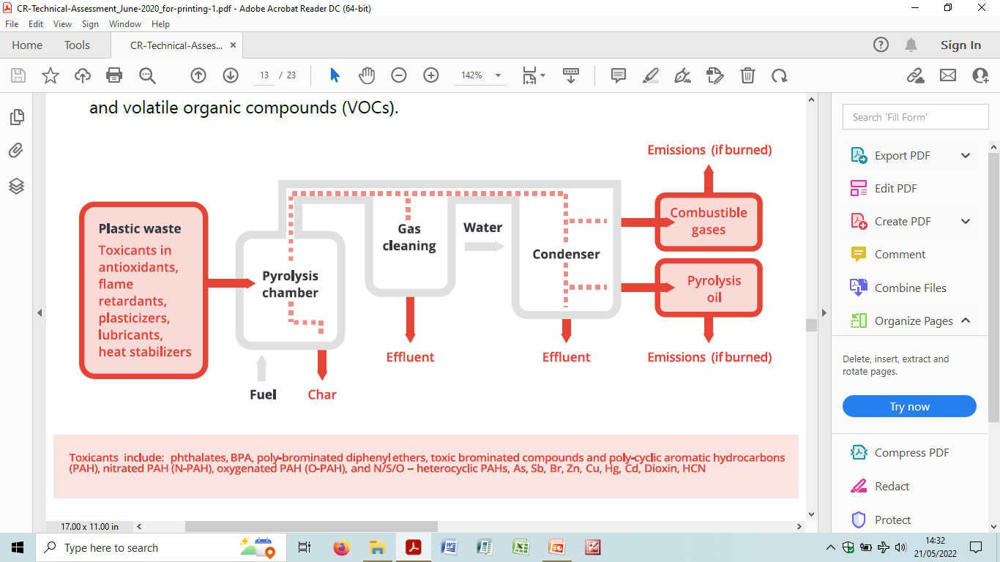 CR-Technical-Assessment_June-2020_for-printing-1.pdf - Adobe Acrobat Reader DC (64-bit)
File Edit View Sign Window Help
Home Tools CR-Technical-Asses... × ? Sign In
13 / 23 142%
and volatile organic compounds (VOCs).
Emissions (if burned)
Plastic waste
Toxicants in
antioxidants,
flame
retardants,
plasticizers,
lubricants,
heat stabilizers
Pyrolysis
chamber
Gas
cleaning
Water
Condenser
Combustible
gases
Pyrolysis
oil
Fuel
Char
Effluent
Effluent
Emissions (if burned)
Toxicants include: phthalates, BPA, poly-brominated diphenyl ethers, toxic brominated compounds and poly-cyclic aromatic hydrocarbons
(PAH), nitrated PAH (N-PAH), oxygenated PAH (O-PAH), and N/S/O – heterocyclic PAHs, As, Sb, Br, Zn, Cu, Hg, Cd, Dioxin, HCN
17.00 x 11.00 in
Search 'Fill Form'
Export PDF
Edit PDF
Create PDF
Comment
Combine Files
Organize Pages
Delete, insert, extract and
rotate pages.
Try now
Compress PDF
Redact
Protect
Type here to search
14:32
21/05/2022